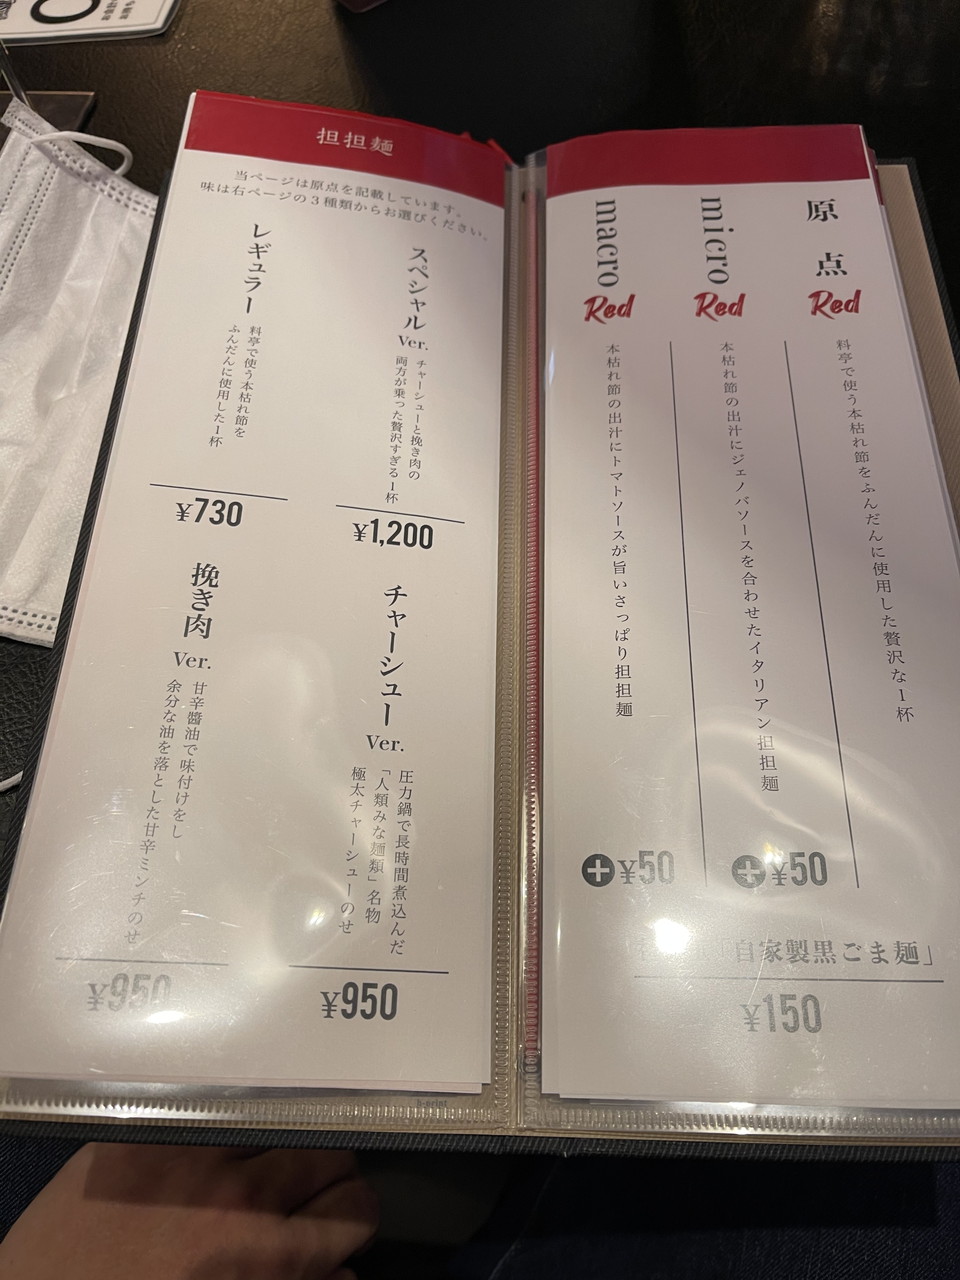 担担麺
当ページは原点を記載しています。
味は右ページの3種類からお選びください。
スペシャル
Ver.
チャーシューと挽き肉の
両方が乗った贅沢すぎる1杯
¥1,200
レギュラー
料亭で使う本枯れ節を
ふんだんに使用した1杯
¥730
チャーシュー
Ver.
圧力鍋で長時間煮込んだ
「人類みな麺類」名物
極太チャーシューのせ
¥950
挽き肉
Ver.
甘辛醬油で味付けをし
余分な油を落とした甘辛ミンチのせ
¥950
原点
Red
料亭で使う本枯れ節をふんだんに使用した贅沢な1杯
micro
Red
本枯れ節の出汁にジェノバソースを合わせたイタリアン担担麺
+¥50
macro
Red
本枯れ節の出汁にトマトソースが旨いさっぱり担担麺
+¥50
「自家製黒ごま麺」
¥150